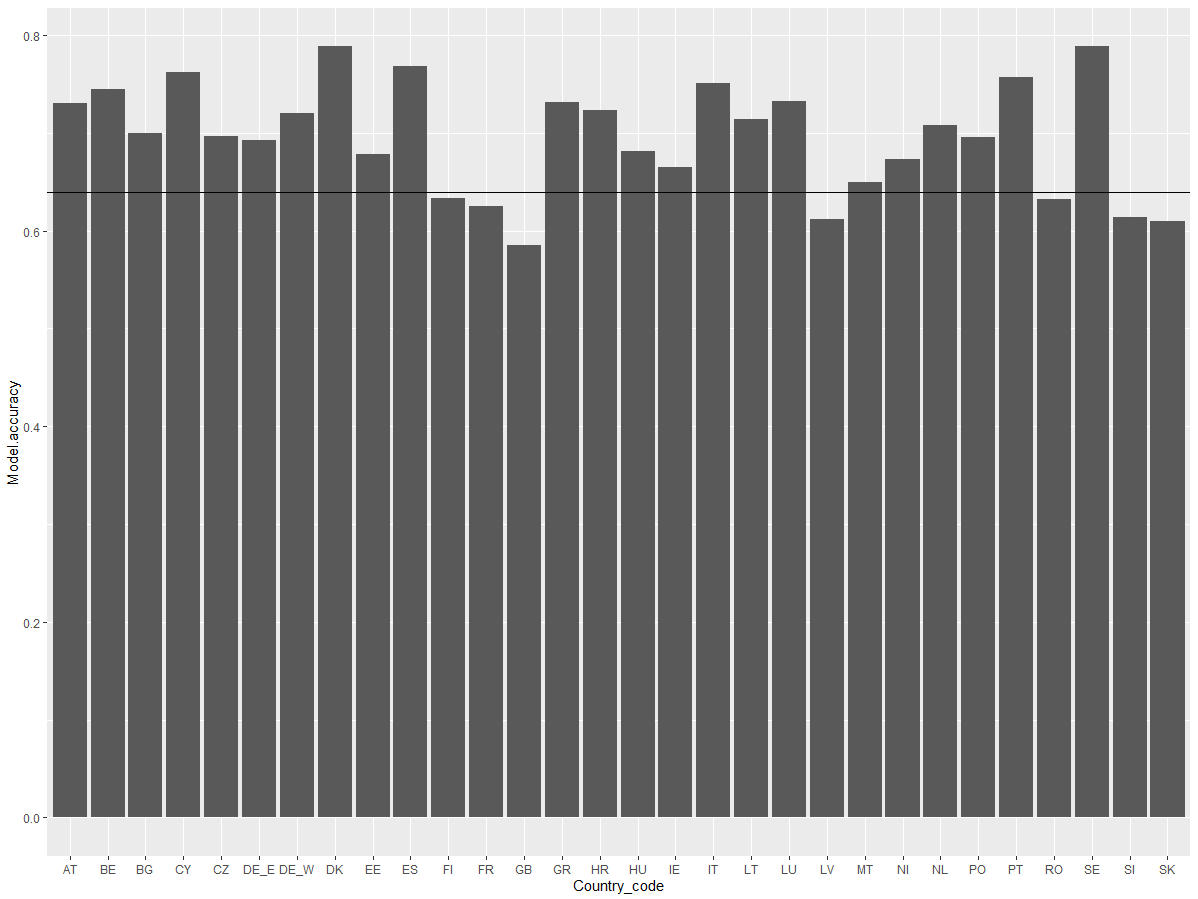 0.8
0.6
0.4
0.2
0.0
Model.accuracy
AT BE BG CY CZ DE_E DE_W DK EE ES FI FR GB GR HR HU IE IT LT LU LV MT NI NL PO PT RO SE SI SK
Country_code